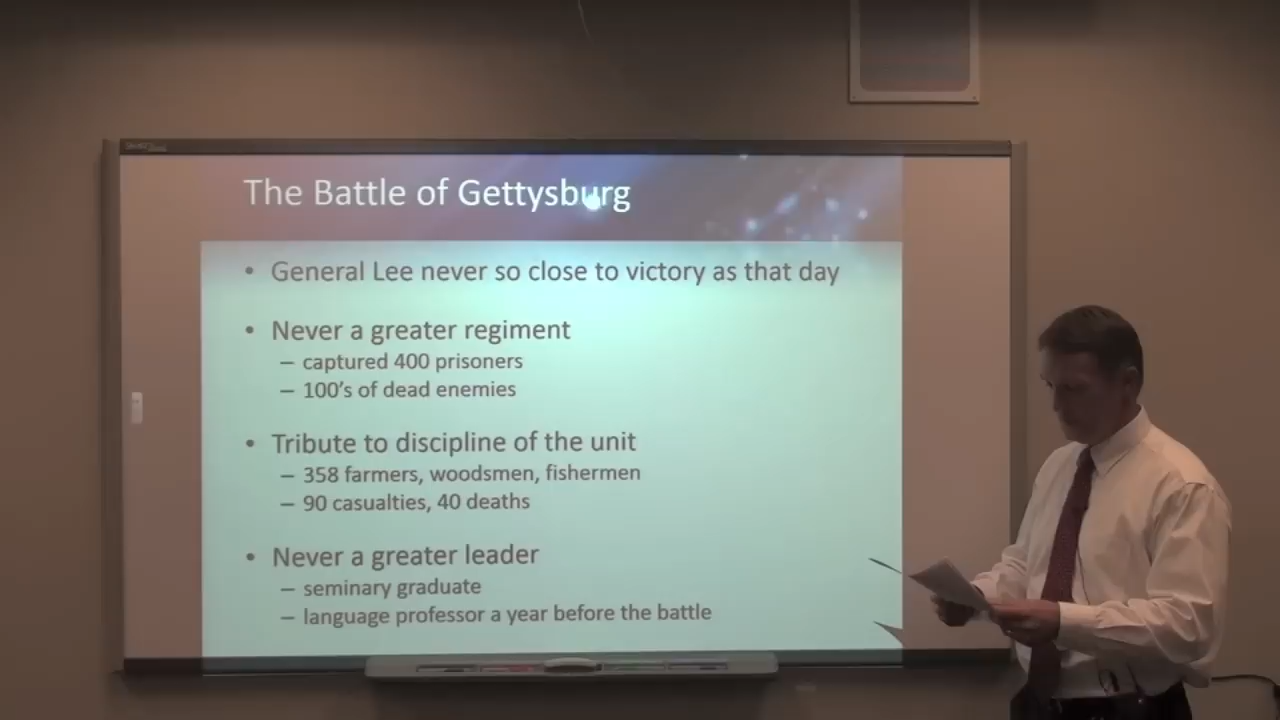 The Battle of Gettysburg
• General Lee never so close to victory as that day
• Never a greater regiment
– captured 400 prisoners
– 100's of dead enemies
• Tribute to discipline of the unit
– 358 farmers, woodsmen, fishermen
– 90 casualties, 40 deaths
• Never a greater leader
– seminary graduate
– language professor a year before the battle